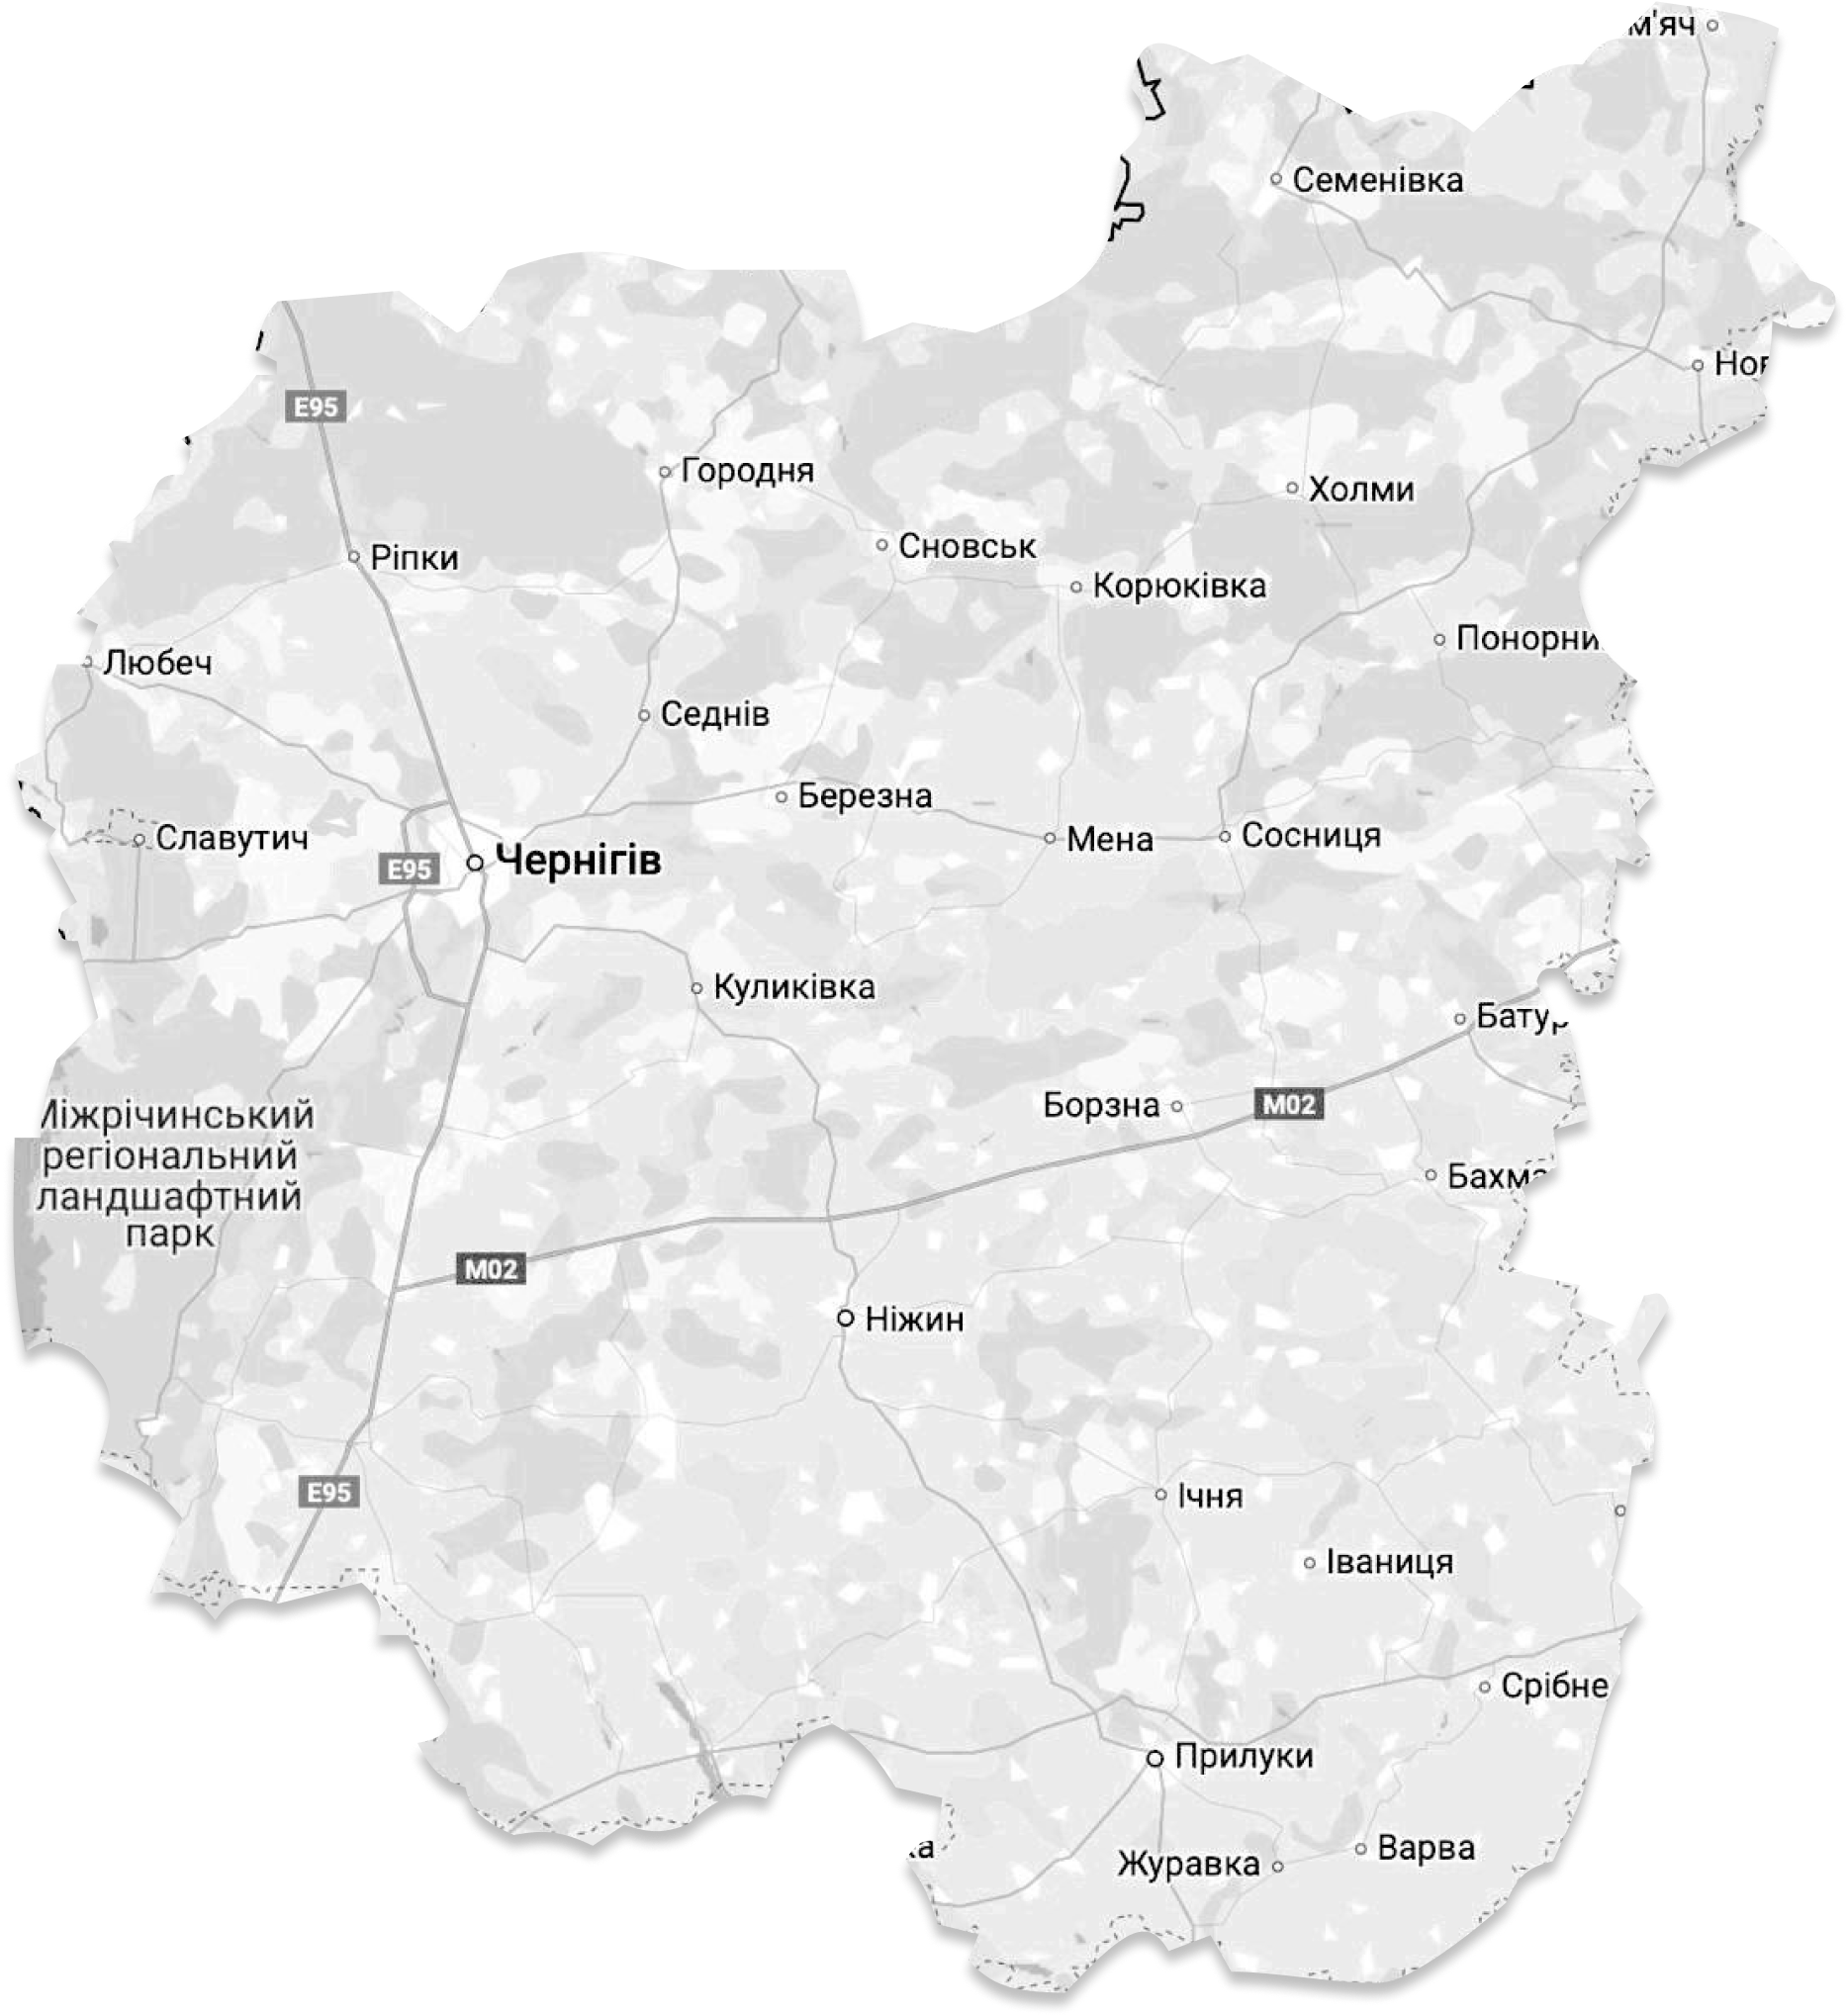 м'яч
Семенівка
Нов
E95
Городня
Холми
Сновськ
Ріпки
Корюківка
Понорни
Любеч
Седнів
Березна
Славутич
Мена
Сосниця
E95
Чернігів
Куликівка
Батур
Борзна
M02
Міжрічинський
регіональний
ландшафтний
парк
Бахма
M02
Ніжин
E95
Ічня
Іваниця
Срібне
Прилуки
ка
Варва
Журавка